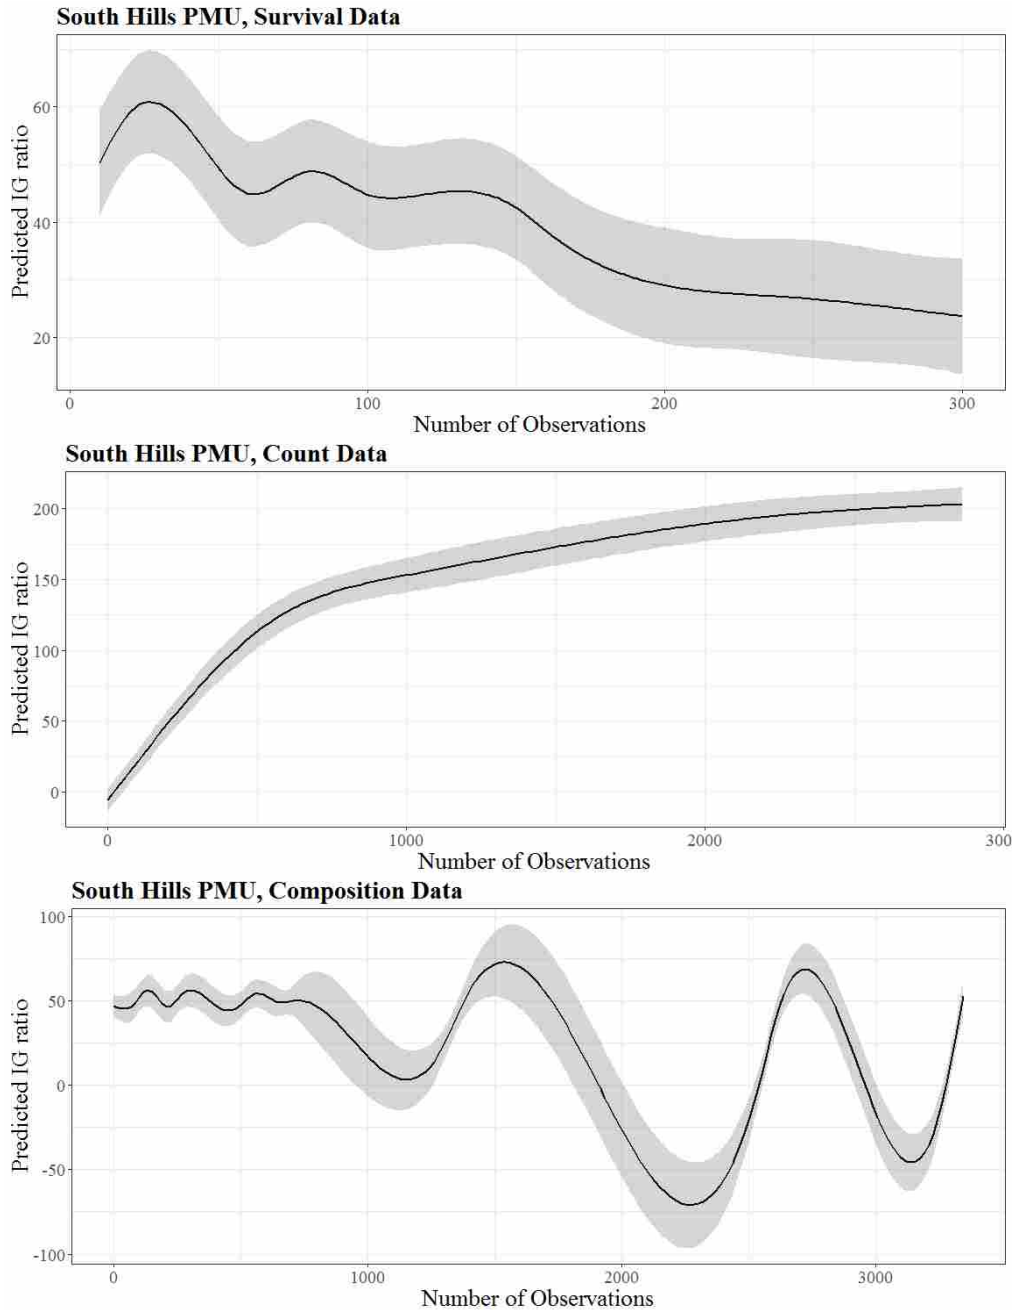 South Hills PMU, Survival Data
Predicted IG ratio
60
40
20
0 100 200 300
Number of Observations
South Hills PMU, Count Data
Predicted IG ratio
200
150
100
50
0
0 1000 2000 300
Number of Observations
South Hills PMU, Composition Data
Predicted IG ratio
100
50
0
-50
-100
0 1000 2000 3000
Number of Observations